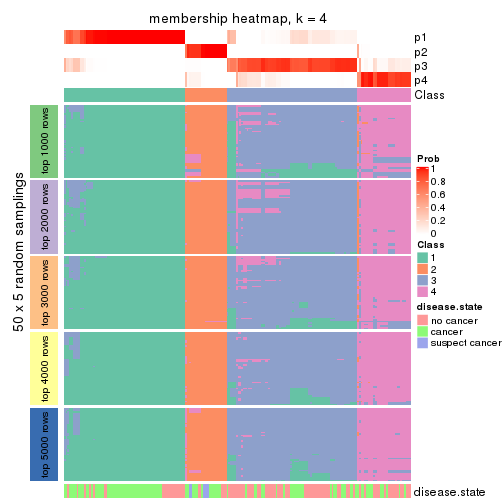 membership heatmap, k = 4
p1
p2
p3
p4
Class
50 x 5 random samplings
top 1000 rows
top 2000 rows
top 3000 rows
top 4000 rows
top 5000 rows
disease.state
Prob
1
0.8
0.6
0.4
0.2
0
Class
1
2
3
4
disease.state
no cancer
cancer
suspect cancer